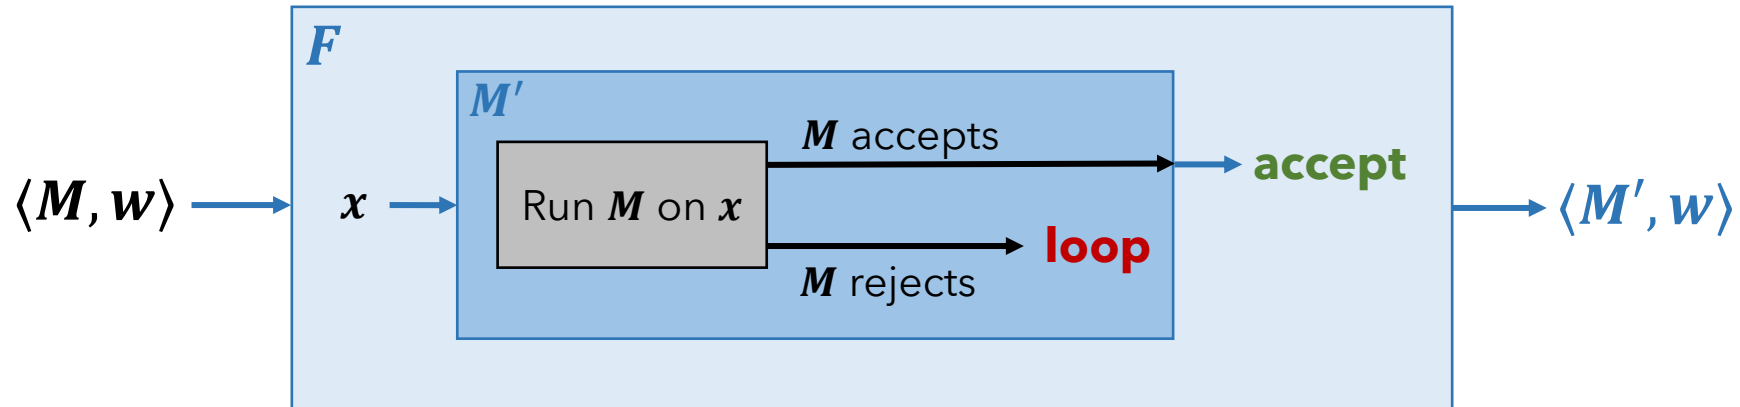 F
M′
M accepts
accept
⟨M, w⟩
x
Run M on x
⟨M′, w⟩
loop
M rejects